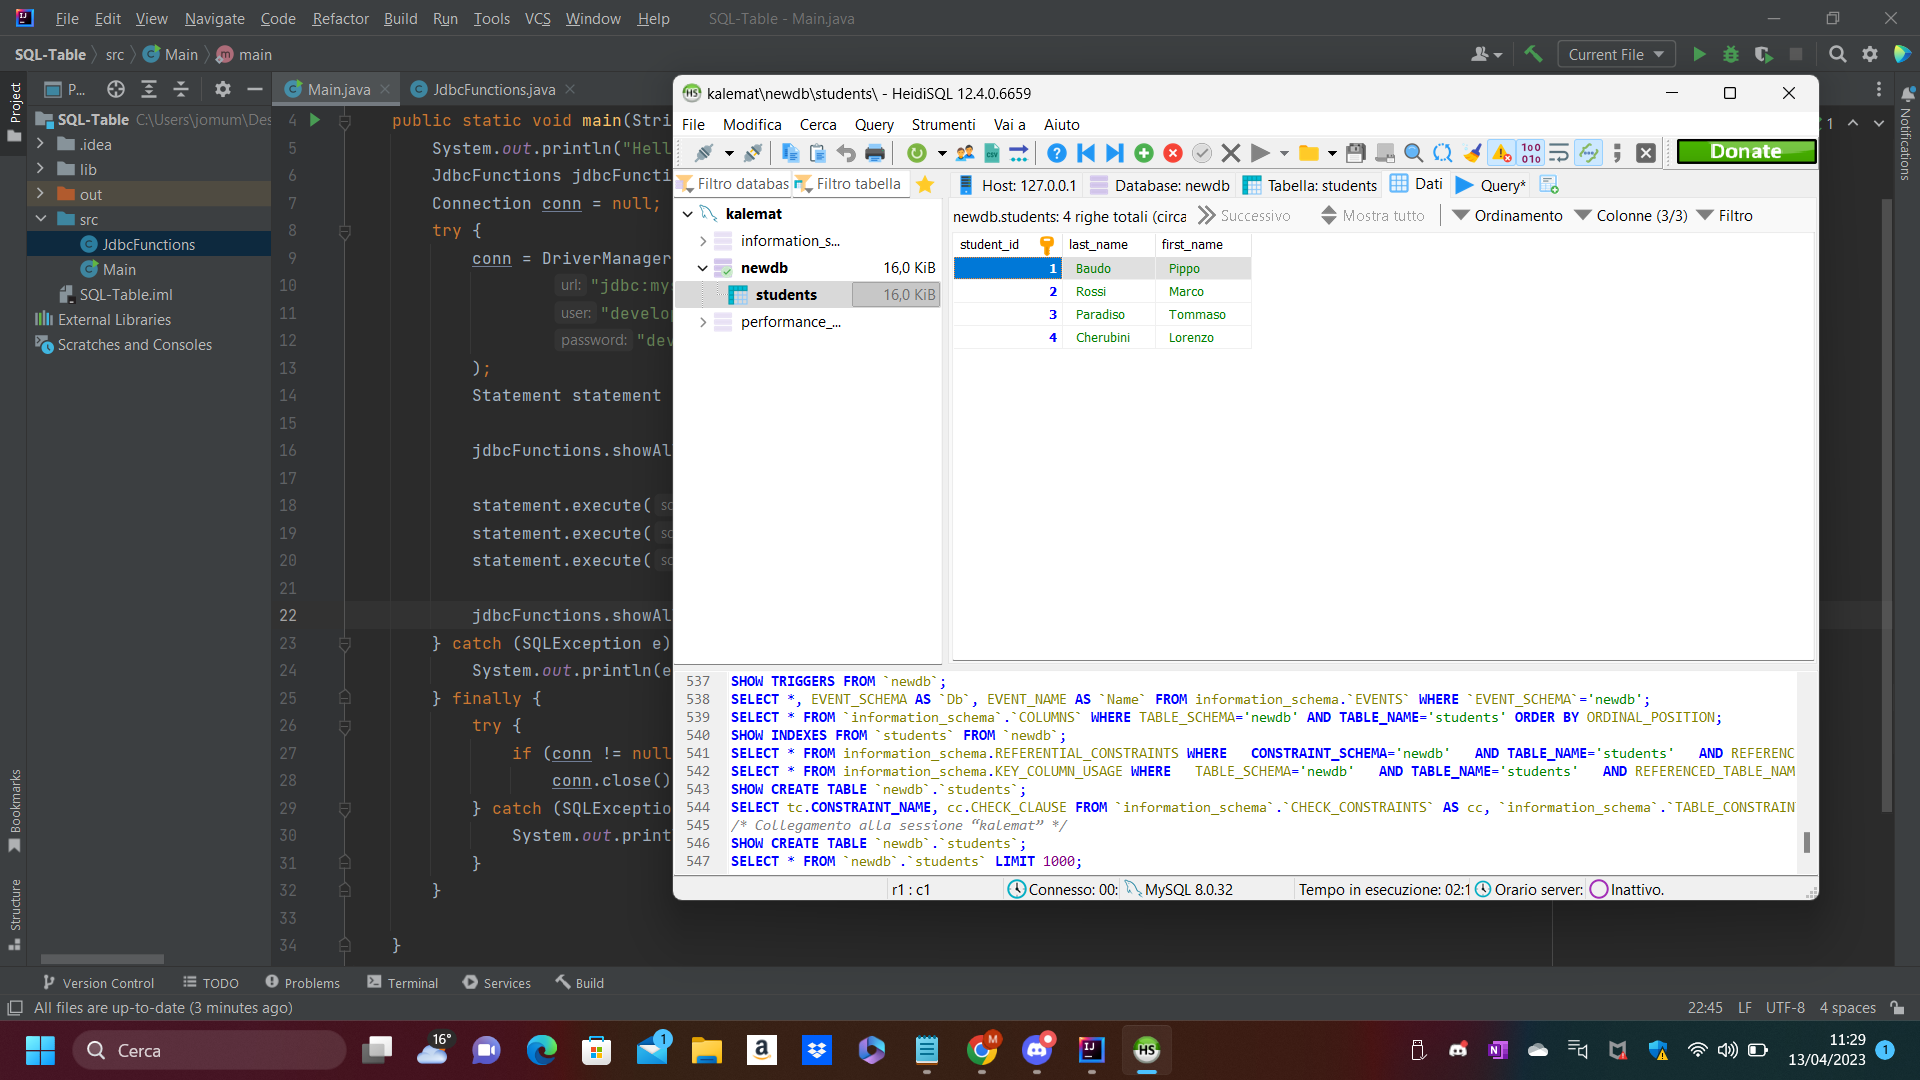 File Edit View Navigate Code Refactor Build Run Tools VCS Window Help SQL-Table - Main.java
SQL-Table src Main main
Current File
Project
P...
Main.java
JdbcFunctions.java
SQL-Table C:\Users\jomum\Des
.idea
lib
out
src
JdbcFunctions
Main
SQL-Table.iml
External Libraries
Scratches and Consoles
Bookmarks
Structure
Notifications
1
4 public static void main(Stri
5 System.out.println("Hell
6 JdbcFunctions jdbcFuncti
7 Connection conn = null;
8 try {
9 conn = DriverManager
10 url: "jdbc:mys
11 user: "develop
12 password: "dev
13 );
14 Statement statement
15
16 jdbcFunctions.showAl
17
18 statement.execute(
19 statement.execute(
20 statement.execute(
21
22 jdbcFunctions.showAl
23 } catch (SQLException e)
24 System.out.println(e
25 } finally {
26 try {
27 if (conn != null
28 conn.close()
29 } catch (SQLException
30 System.out.print
31 }
32 }
33
34 }
kalemat\newdb\students\ - HeidiSQL 12.4.0.6659
File Modifica Cerca Query Strumenti Vai a Aiuto
Donate
Filtro databas Filtro tabella
Host: 127.0.0.1 Database: newdb Tabella: students Dati Query*
kalemat
information_s...
newdb 16,0 KiB
students 16,0 KiB
performance_...
newdb.students: 4 righe totali (circa Successivo Mostra tutto Ordinamento Colonne (3/3) Filtro
student_id last_name first_name
1 Baudo Pippo
2 Rossi Marco
3 Paradiso Tommaso
4 Cherubini Lorenzo
537 SHOW TRIGGERS FROM `newdb`;
538 SELECT *, EVENT_SCHEMA AS `Db`, EVENT_NAME AS `Name` FROM information_schema.`EVENTS` WHERE `EVENT_SCHEMA`='newdb';
539 SELECT * FROM `information_schema`.`COLUMNS` WHERE TABLE_SCHEMA='newdb' AND TABLE_NAME='students' ORDER BY ORDINAL_POSITION;
540 SHOW INDEXES FROM `students` FROM `newdb`;
541 SELECT * FROM information_schema.REFERENTIAL_CONSTRAINTS WHERE CONSTRAINT_SCHEMA='newdb' AND TABLE_NAME='students' AND REFERENC
542 SELECT * FROM information_schema.KEY_COLUMN_USAGE WHERE TABLE_SCHEMA='newdb' AND TABLE_NAME='students' AND REFERENCED_TABLE_NAM
543 SHOW CREATE TABLE `newdb`.`students`;
544 SELECT tc.CONSTRAINT_NAME, cc.CHECK_CLAUSE FROM `information_schema`.`CHECK_CONSTRAINTS` AS cc, `information_schema`.`TABLE_CONSTRAIN
545 /* Collegamento alla sessione “kalemat” */
546 SHOW CREATE TABLE `newdb`.`students`;
547 SELECT * FROM `newdb`.`students` LIMIT 1000;
r1 : c1 Connesso: 00: MySQL 8.0.32 Tempo in esecuzione: 02:1 Orario server: Inattivo.
Version Control TODO Problems Terminal Services Build
All files are up-to-date (3 minutes ago)
22:45 LF UTF-8 4 spaces
Cerca
16°
1
11:29
13/04/2023
1